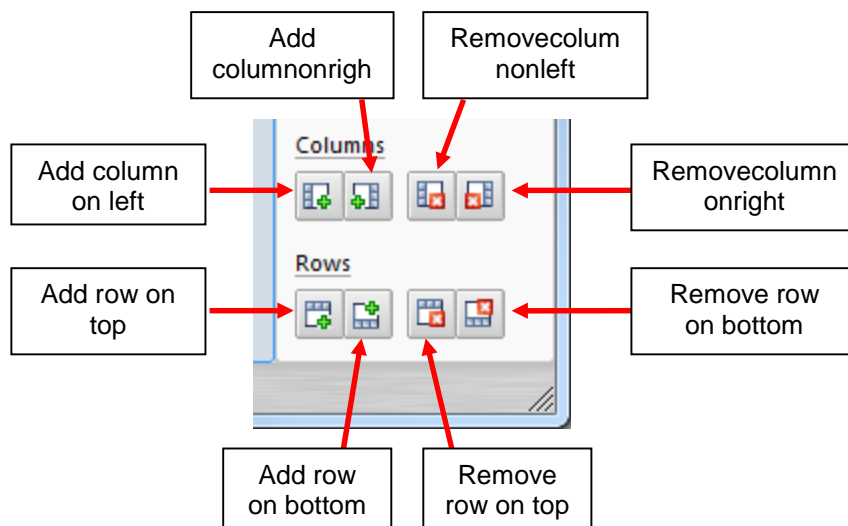 Add
columnonrigh
Removecolum
nonleft
Add column
on left
Columns
Removecolumn
onright
Add row on
top
Rows
Remove row
on bottom
Add row
on bottom
Remove
row on top